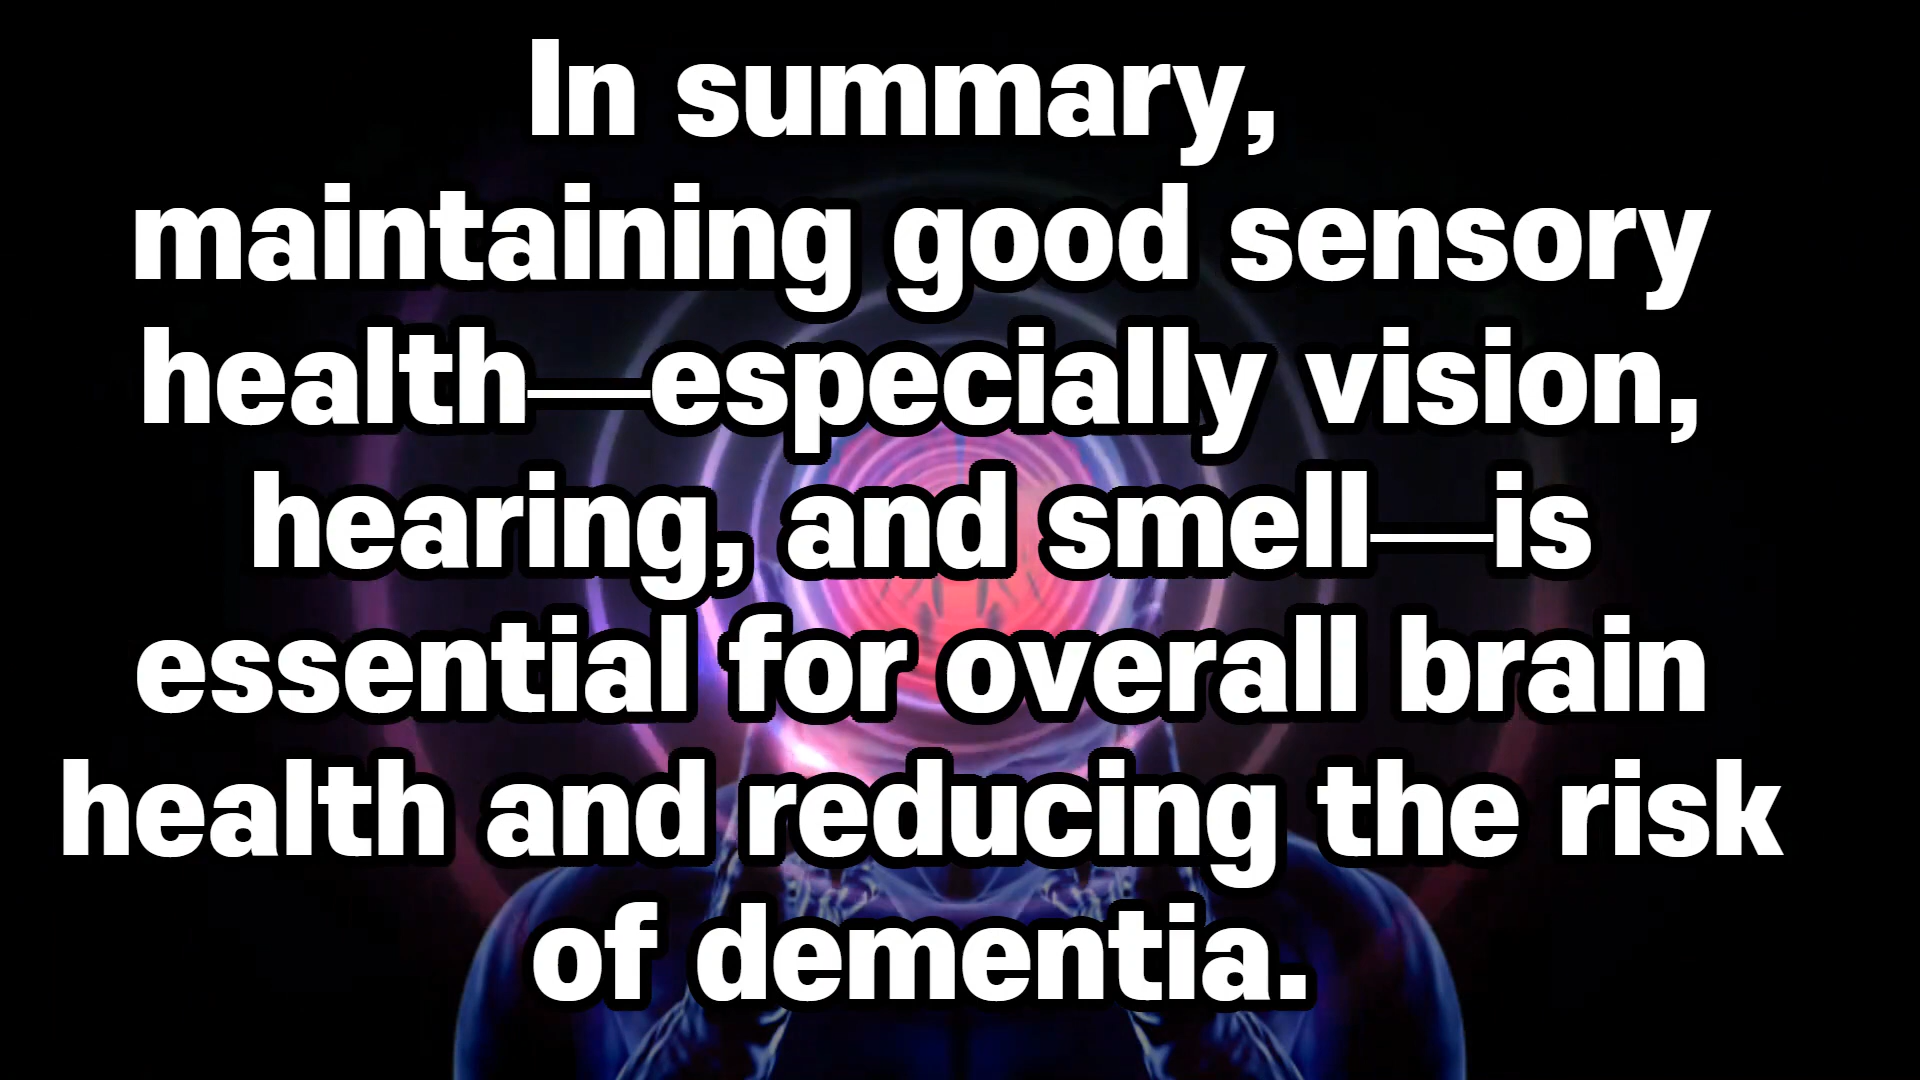 In summary,
maintaining good sensory
health—especially vision,
hearing, and smell—is
essential for overall brain
health and reducing the risk
of dementia.